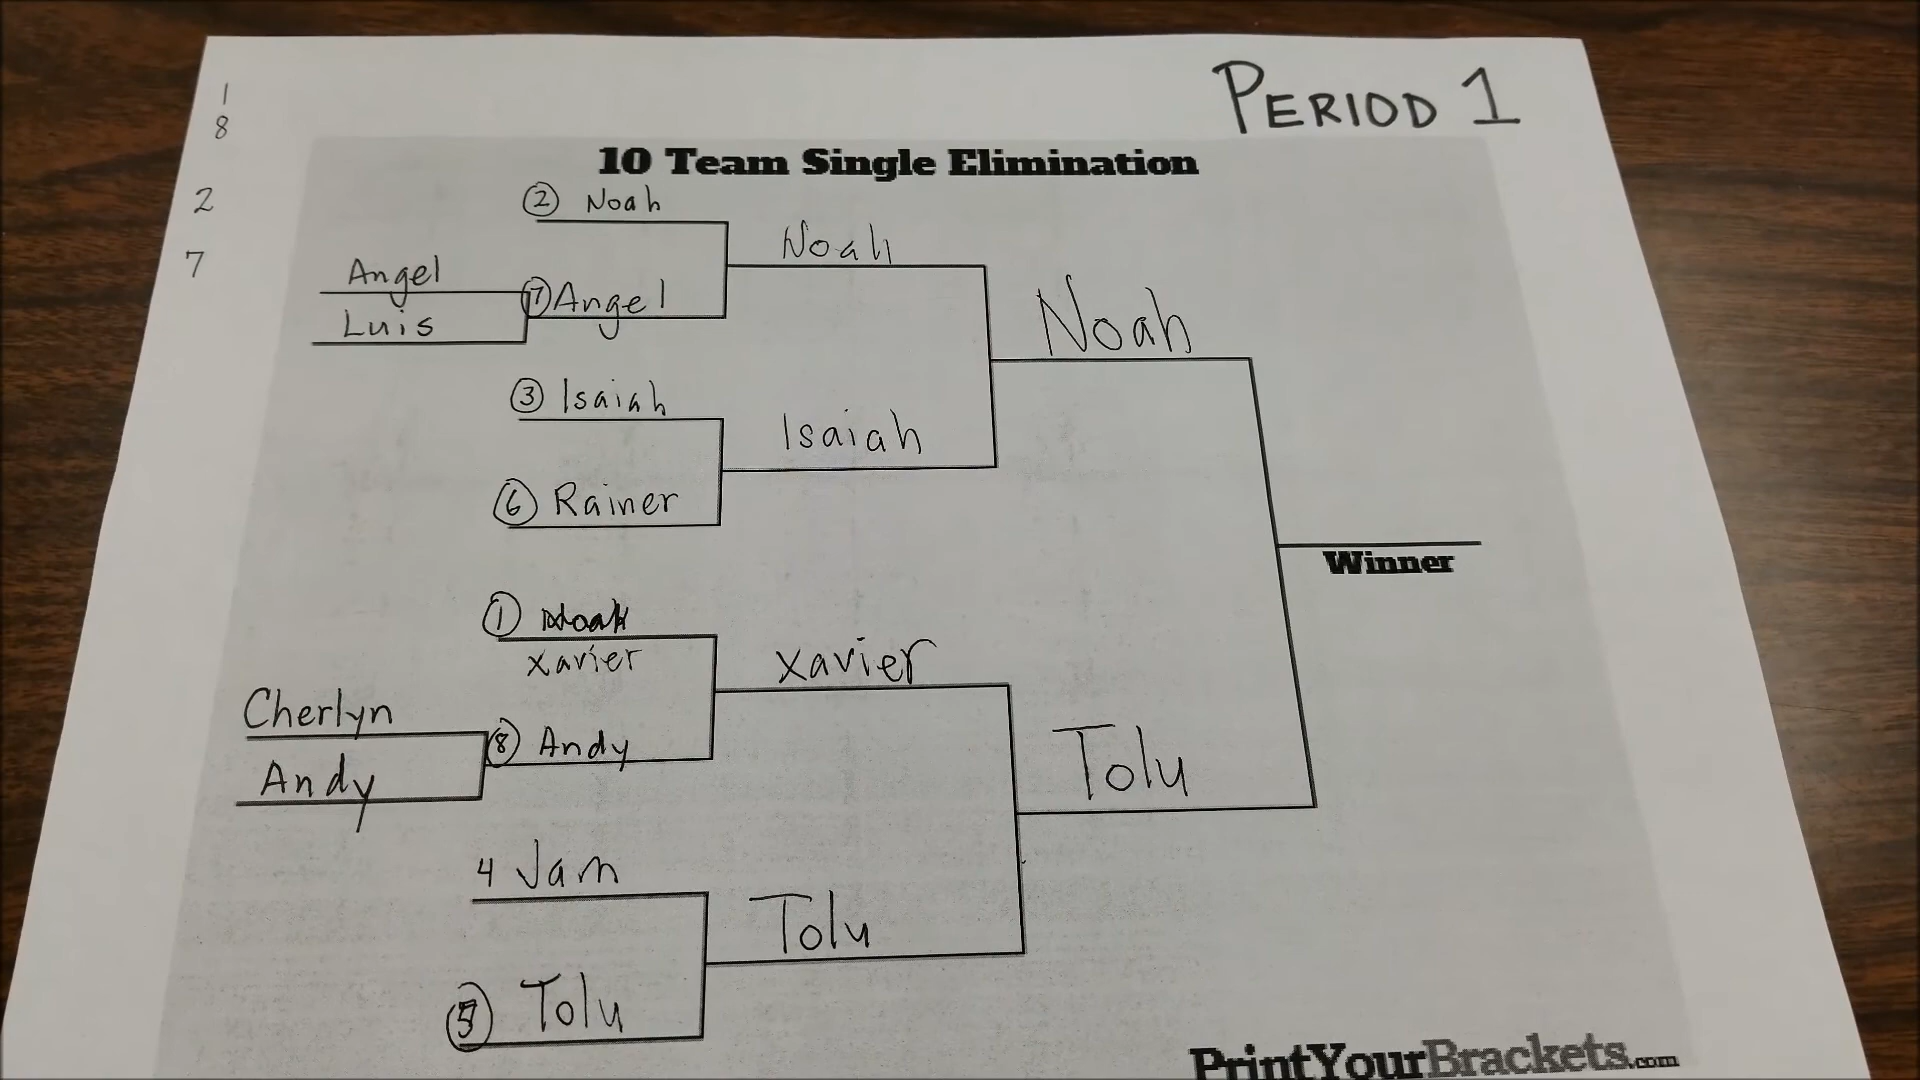 PERIOD 1
1
8
2
7
10 Team Single Elimination
2 Noah
Noah
Angel
7 Angel
Luis
Noah
3 Isaiah
Isaiah
6 Rainer
Winner
1 Noah
xavier
xavier
Cherlyn
8 Andy
Andy
Tolu
4 Jam
Tolu
5 Tolu
PrintYourBrackets.com